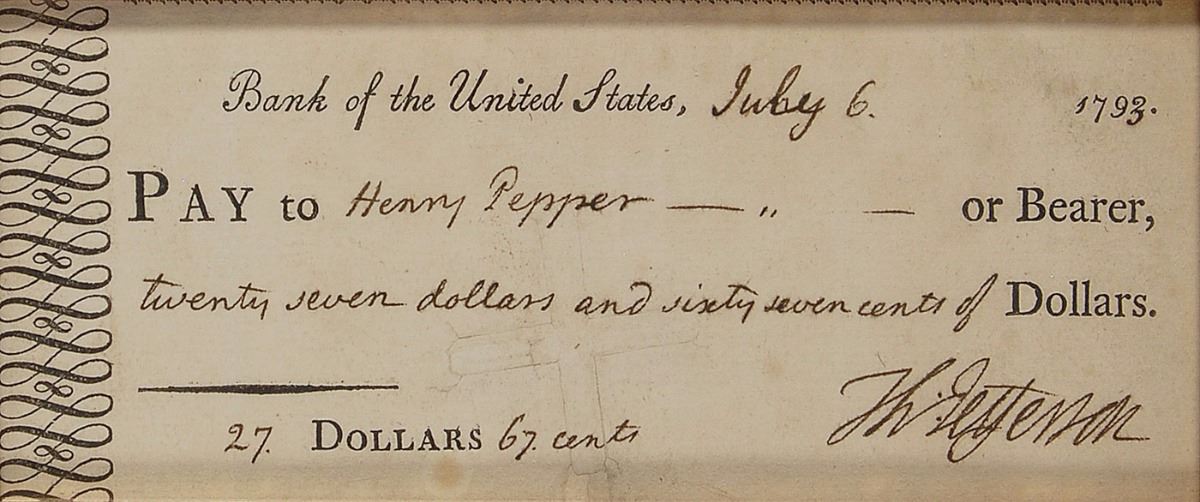 Bank of the United States, July 6. 1793.
PAY to Henry Pepper — „ — or Bearer,
twenty seven dollars and sixty seven cents of Dollars.
27. DOLLARS 67. cents
Th: Jefferson